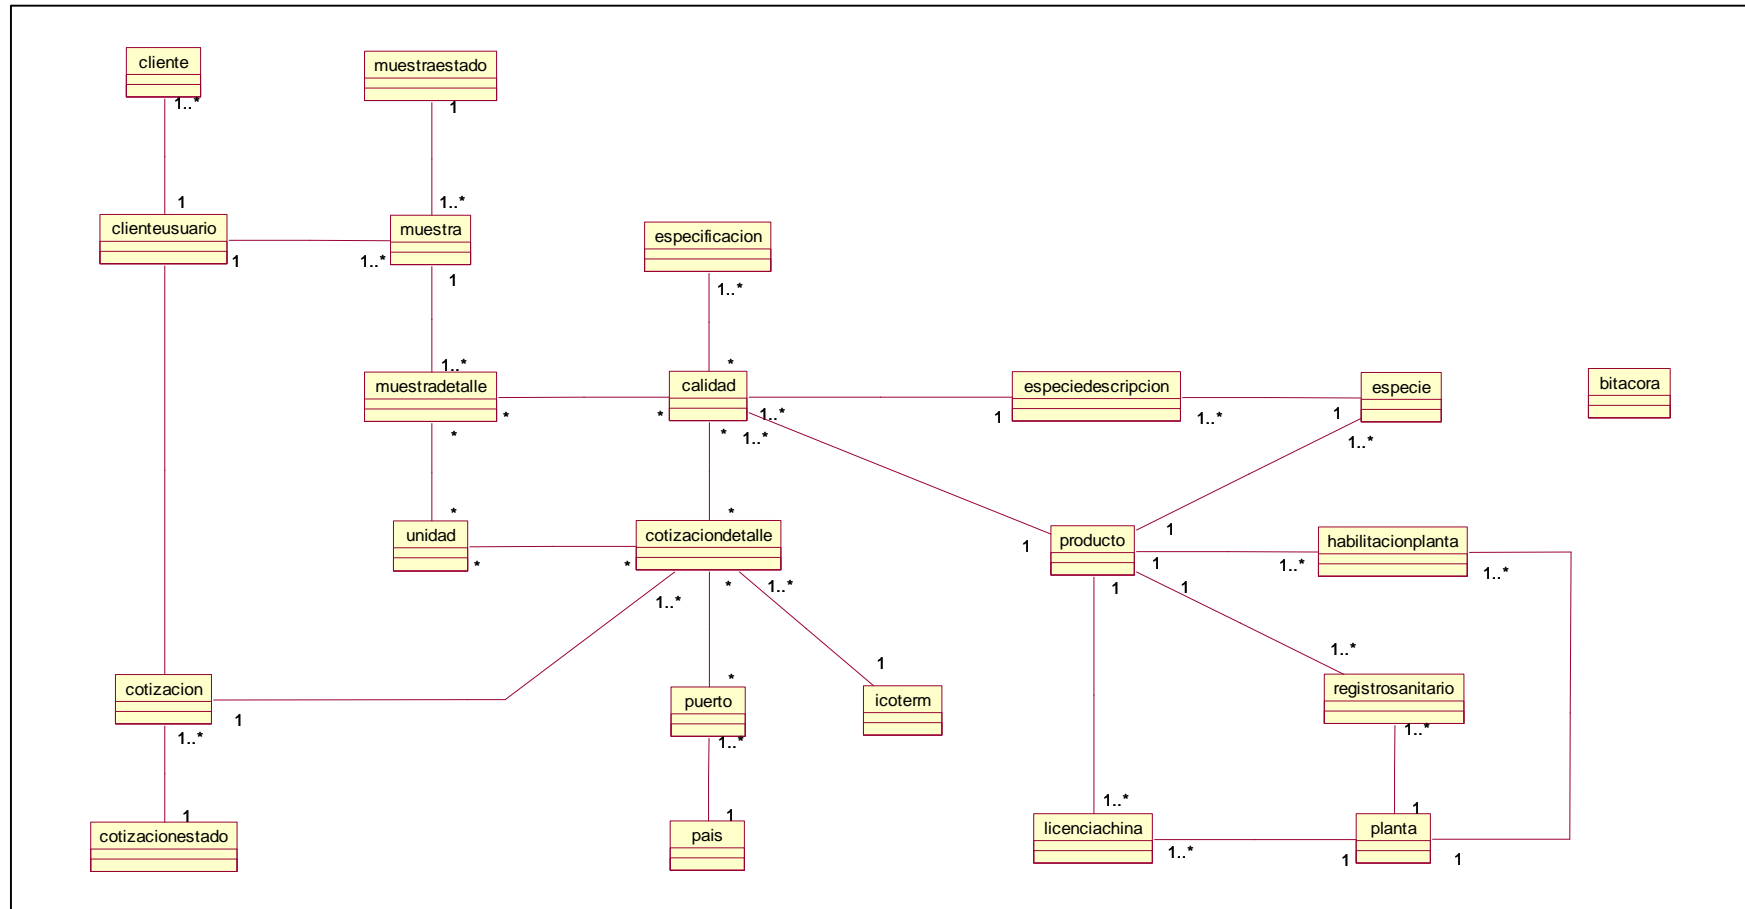 cliente
muestraestado
1..*
1
1
1..*
clienteusuario
muestra
especificacion
1
1..*
1
1..*
1..*
*
muestradetalle
calidad
especiedescripcion
especie
bitacora
*
*
1..*
1
1..*
1
*
*
1..*
1..*
*
*
1
1
unidad
cotizaciondetalle
producto
habilitacionplanta
*
*
1
1..*
1..*
1..*
*
1..*
1
1
1..*
1
*
cotizacion
puerto
icoterm
registrosanitario
1
1..*
1..*
1..*
1..*
1
1
1
cotizacionestado
pais
licenciachina
planta
1..*
1
1